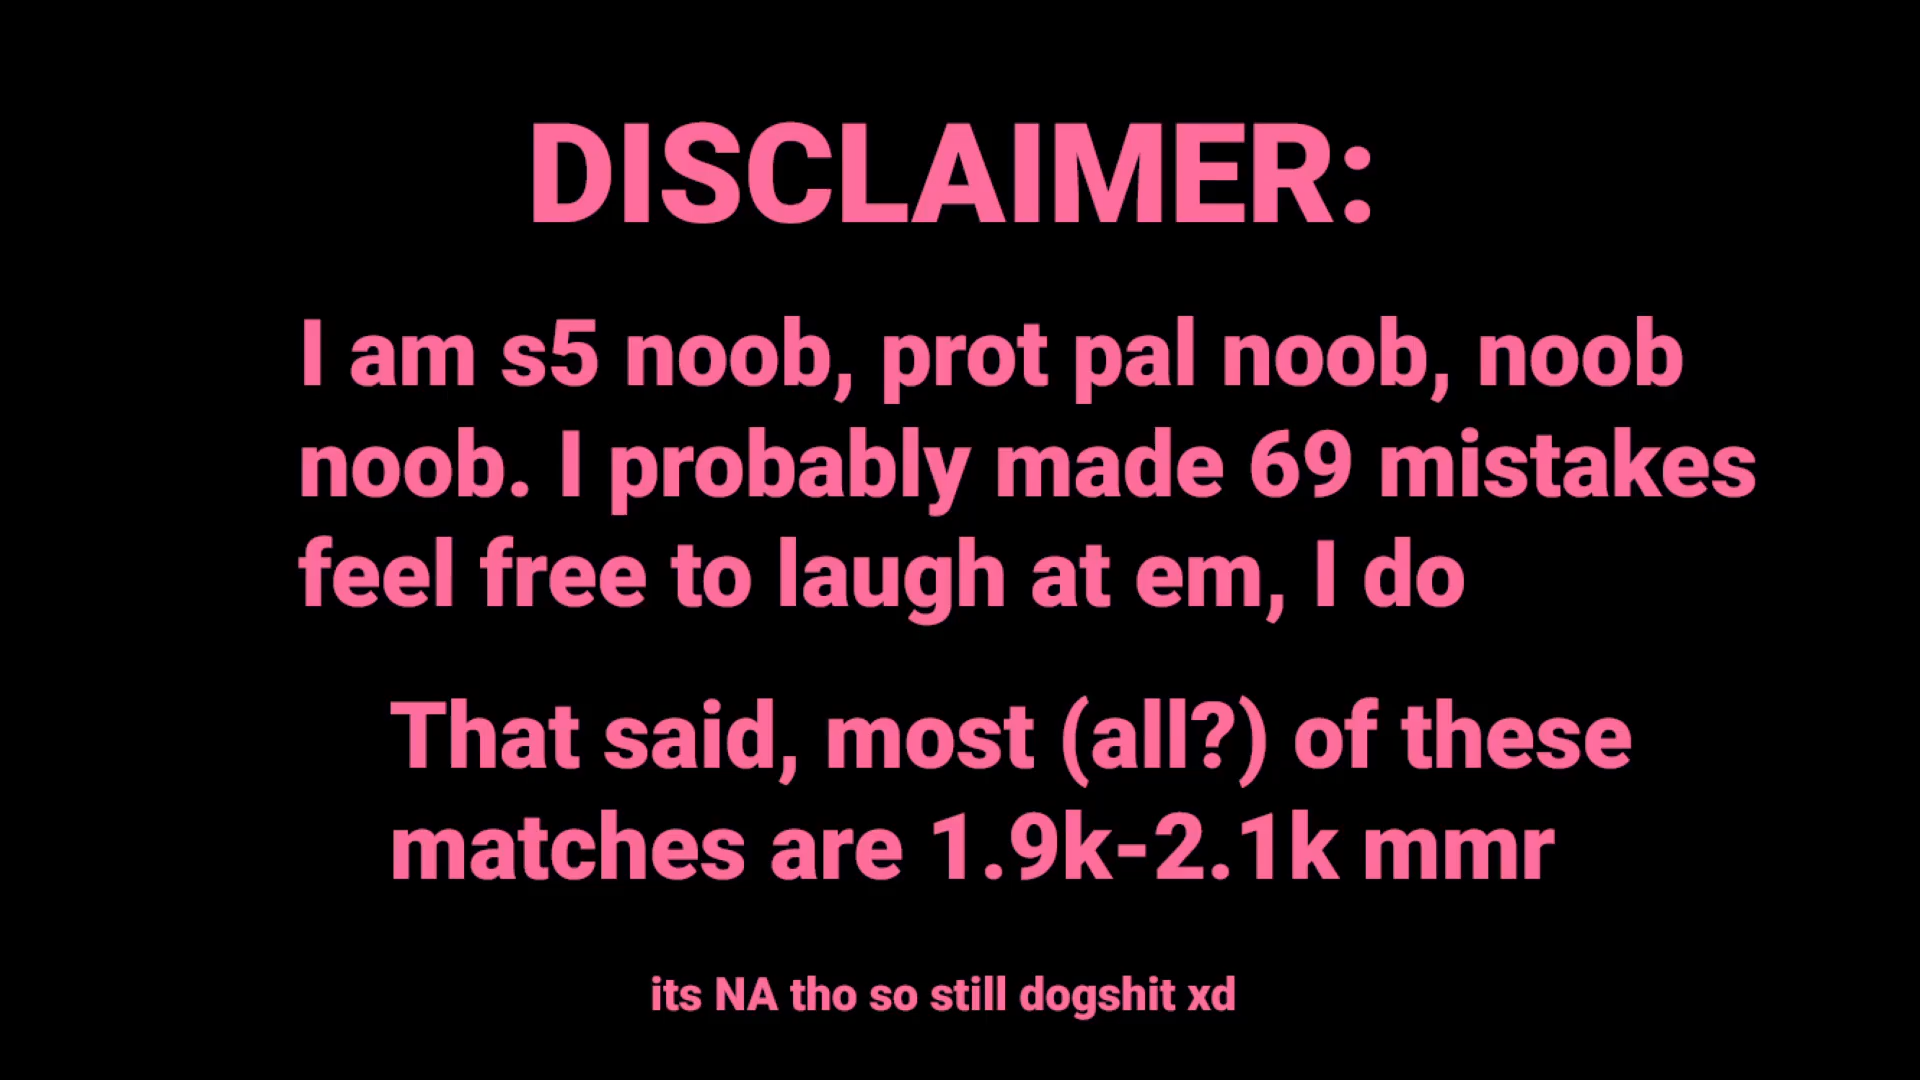 DISCLAIMER:
I am s5 noob, prot pal noob, noob
noob. I probably made 69 mistakes
feel free to laugh at em, I do
That said, most (all?) of these
matches are 1.9k-2.1k mmr
its NA tho so still dogshit xd